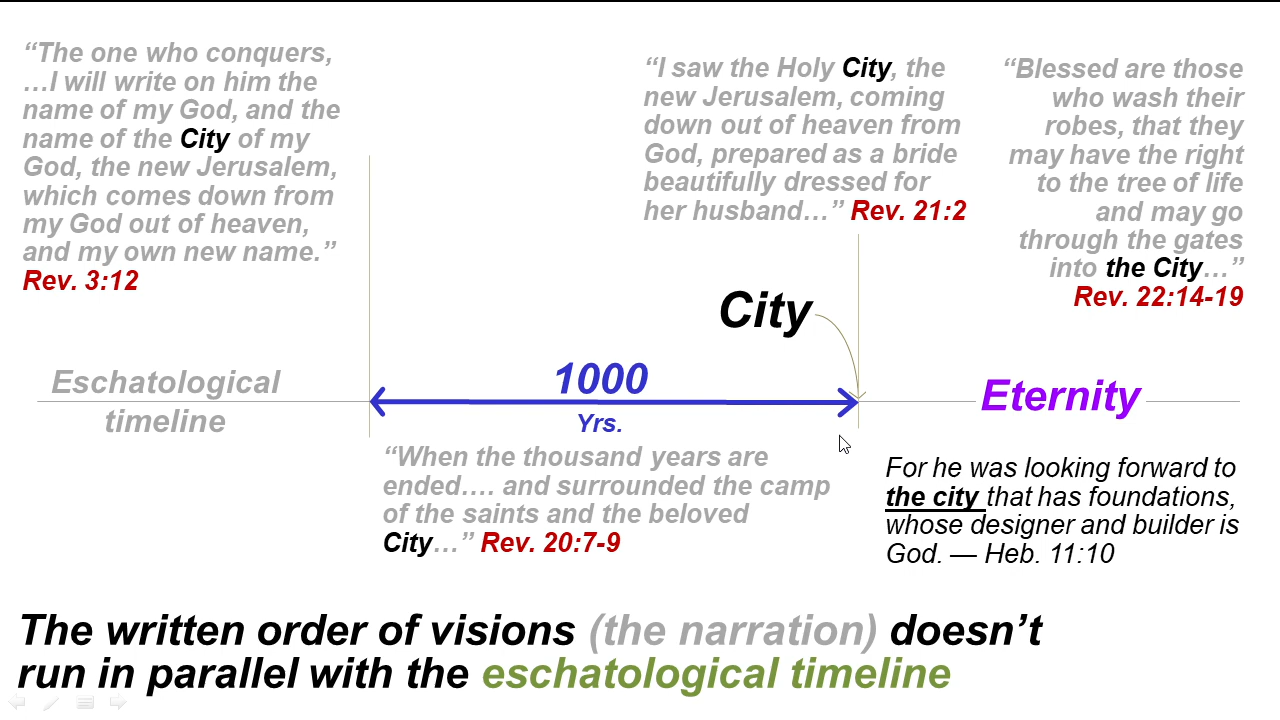 “The one who conquers,
…I will write on him the
name of my God, and the
name of the City of my
God, the new Jerusalem,
which comes down from
my God out of heaven,
and my own new name.”
Rev. 3:12
“I saw the Holy City, the
new Jerusalem, coming
down out of heaven from
God, prepared as a bride
beautifully dressed for
her husband…” Rev. 21:2
“Blessed are those
who wash their
robes, that they
may have the right
to the tree of life
and may go
through the gates
into the City…”
Rev. 22:14-19
City
Eschatological
timeline
1000
Yrs.
Eternity
“When the thousand years are
ended…. and surrounded the camp
of the saints and the beloved
City…” Rev. 20:7-9
For he was looking forward to
the city that has foundations,
whose designer and builder is
God. — Heb. 11:10
The written order of visions (the narration) doesn’t
run in parallel with the eschatological timeline